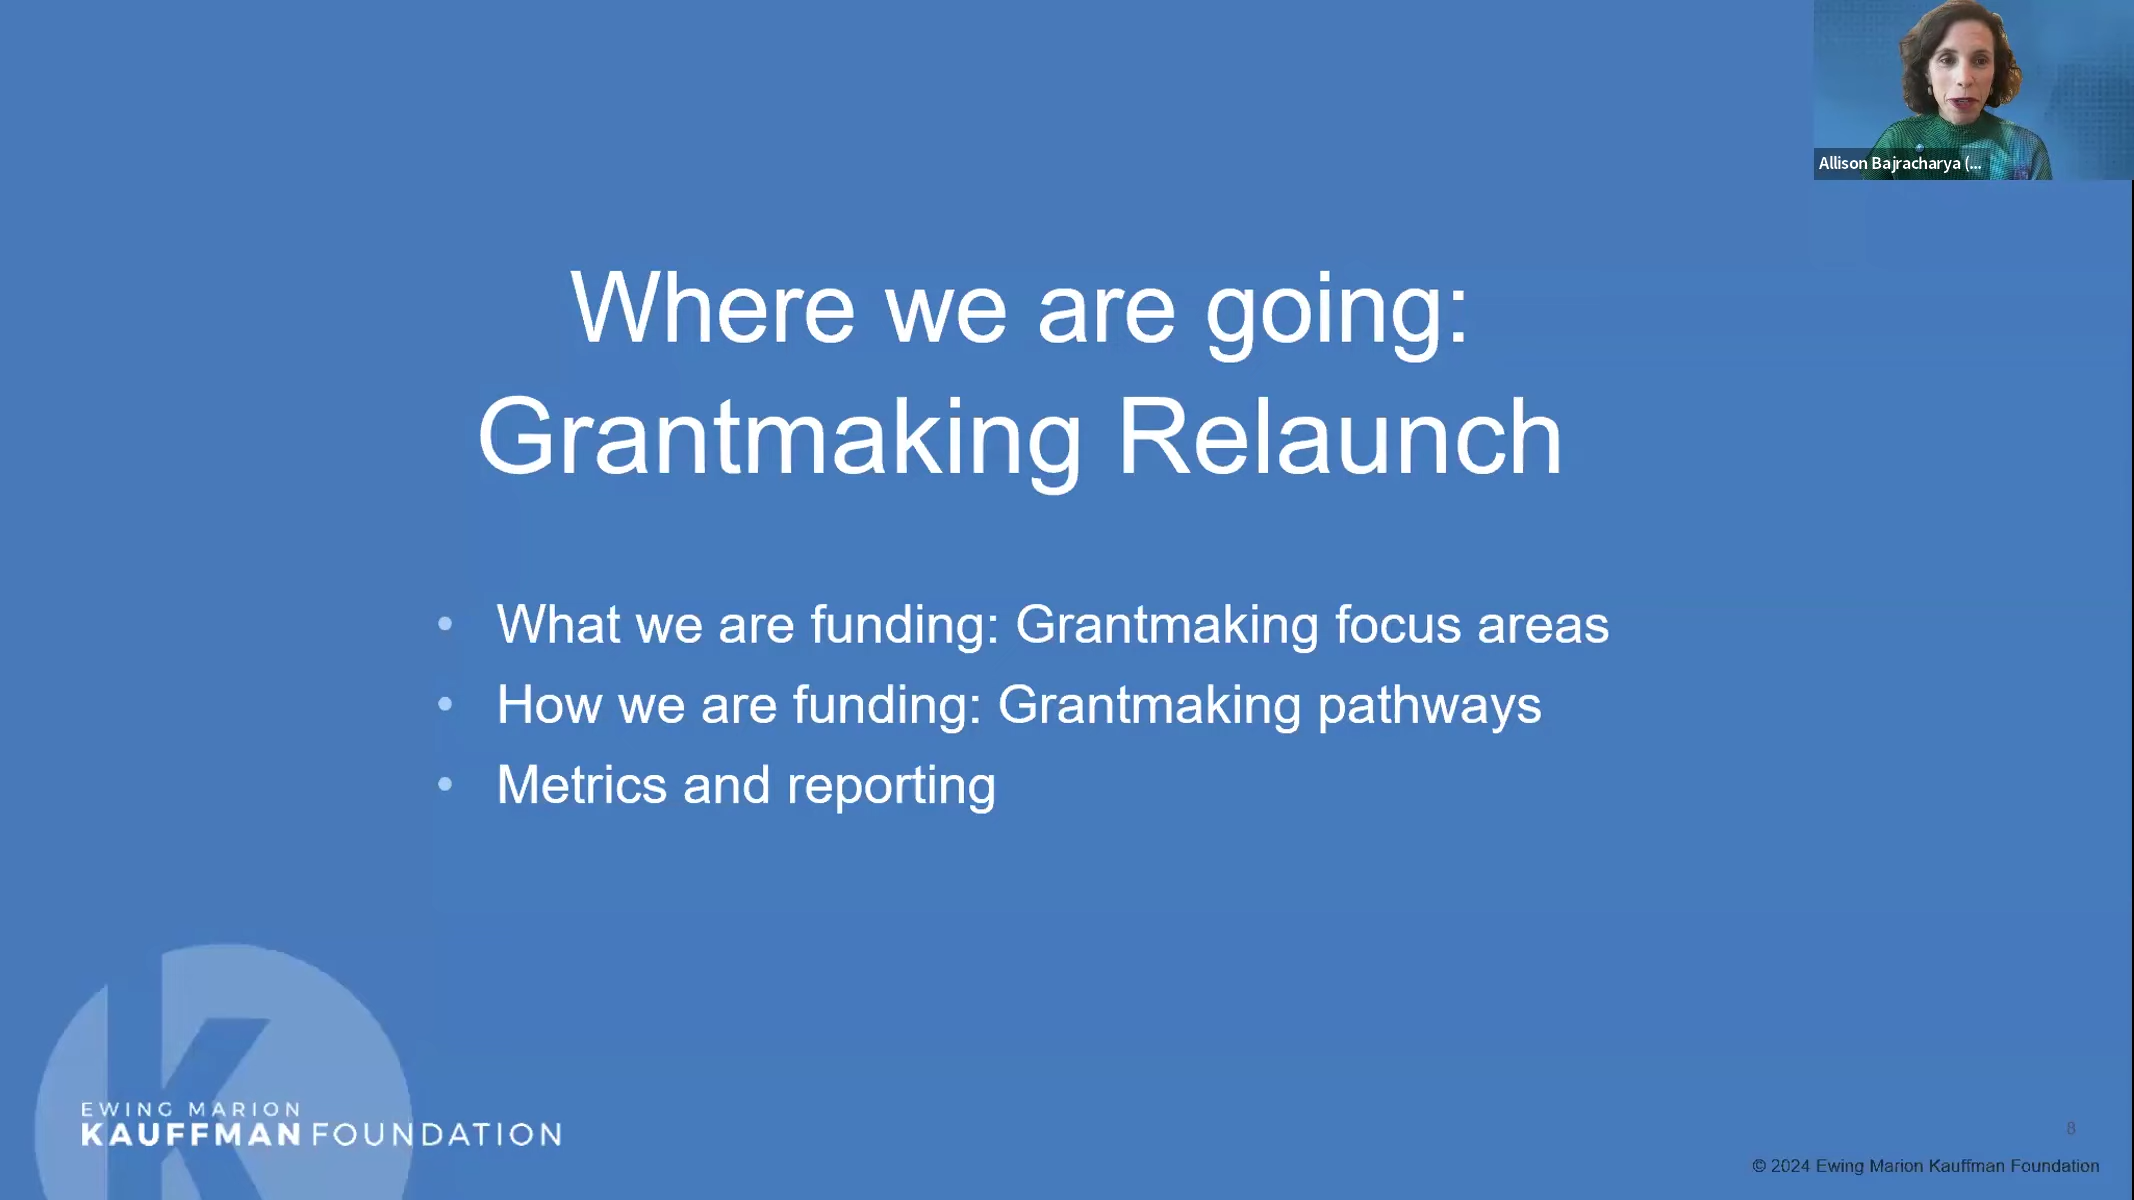 Allison Bajracharya (...
Where we are going:
Grantmaking Relaunch
• What we are funding: Grantmaking focus areas
• How we are funding: Grantmaking pathways
• Metrics and reporting
EWING MARION
KAUFFMAN FOUNDATION
8
© 2024 Ewing Marion Kauffman Foundation